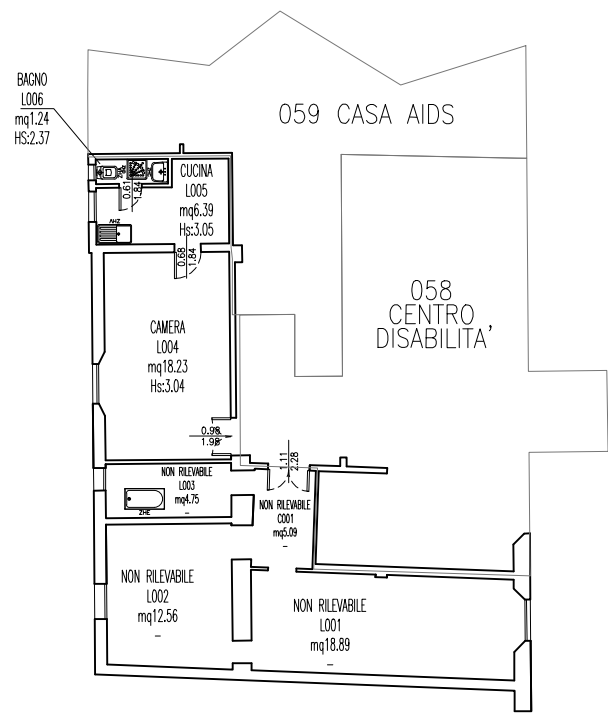 BAGNO
L006
mq1.24
HS:2.37
059 CASA AIDS
CUCINA
L005
mq6.39
Hs:3.05
0.61
1.84
ZHA
0.68
1.84
058
CENTRO
DISABILITA'
CAMERA
L004
mq18.23
Hs:3.04
0.98
1.98
1.11
2.28
NON RILEVABILE
L003
mq4.75
–
ZHE
NON RILEVABILE
C001
mq5.09
–
NON RILEVABILE
L002
mq12.56
–
NON RILEVABILE
L001
mq18.89
–